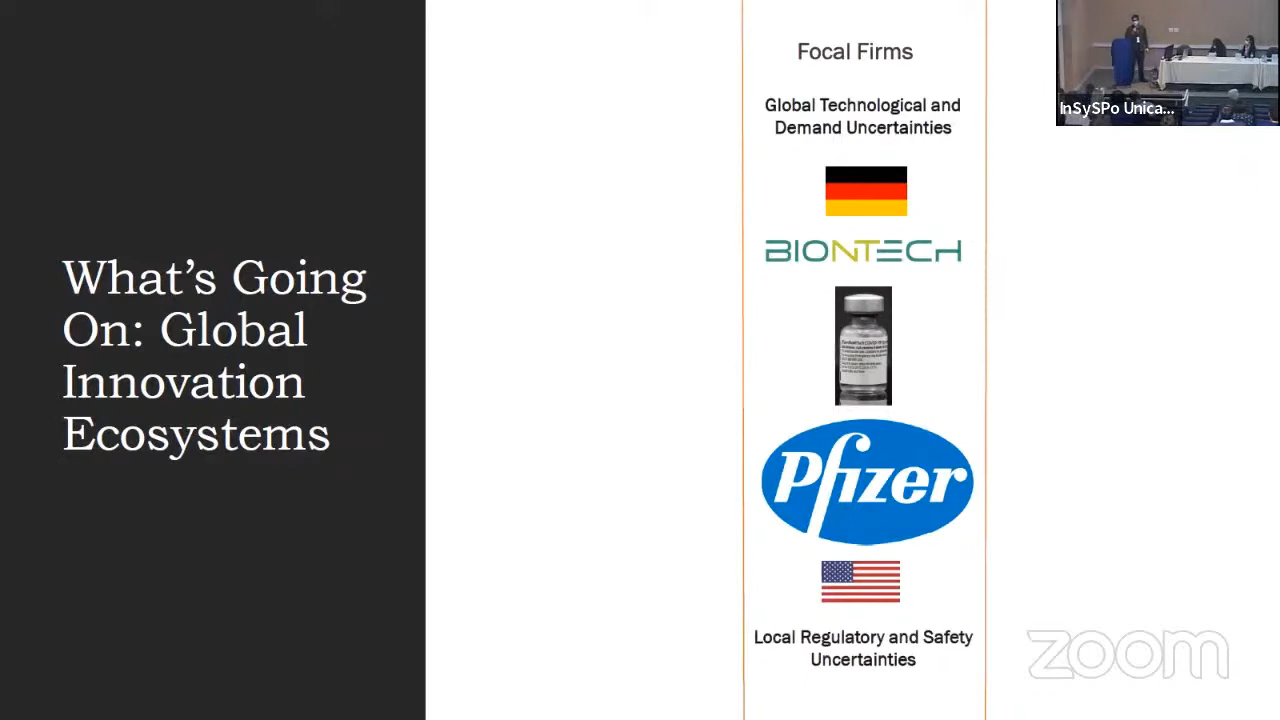 What's Going
On: Global
Innovation
Ecosystems
Focal Firms
Global Technological and
Demand Uncertainties
BIONTECH
Pfizer
Local Regulatory and Safety
Uncertainties
InSySPo Unica...
zoom